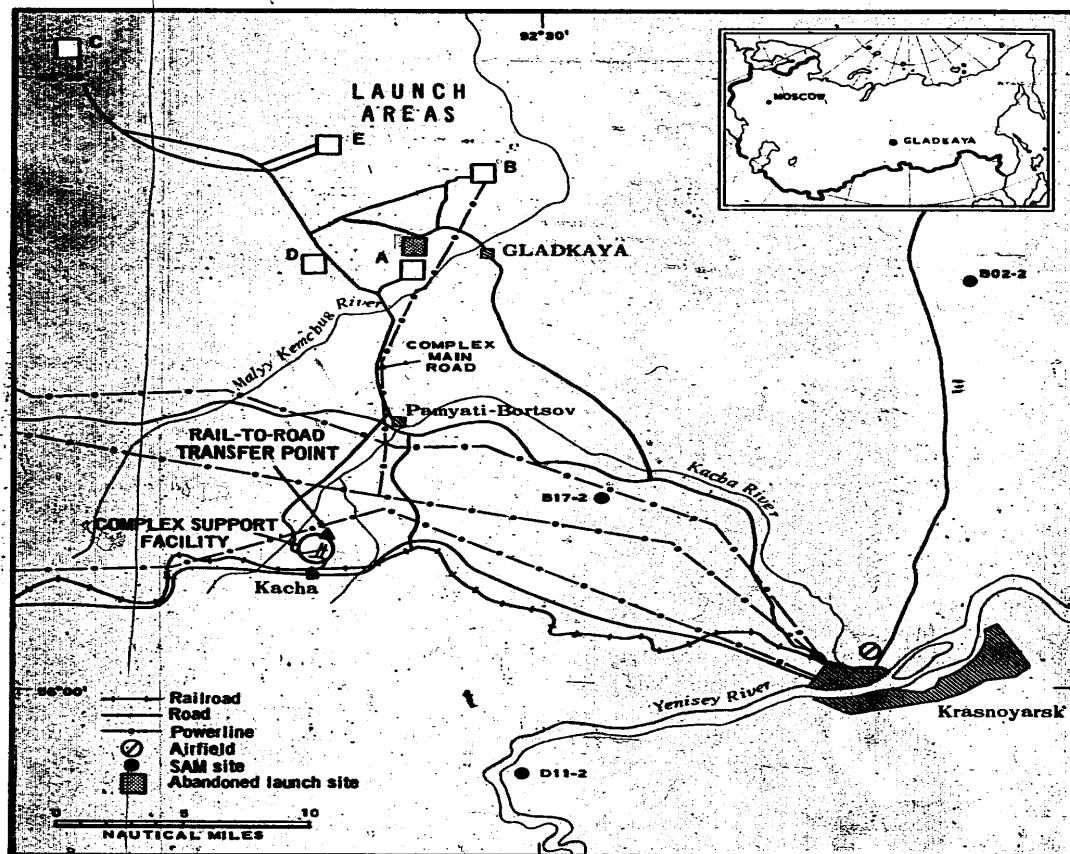 C
92°30'
LAUNCH
AREAS
MOSCOW
GLADKAYA
E
B
D
A
GLADKAYA
B02-2
Malyy Kemchug River
COMPLEX
MAIN
ROAD
Pamyati-Bortsov
RAIL-TO-ROAD
TRANSFER POINT
Kacha River
B17-2
COMPLEX SUPPORT
FACILITY
Kacha
56°00'
Yenisey River
Krasnoyarsk
D11-2
Railroad
Road
Powerline
Airfield
SAM site
Abandoned launch site
0 5 10
NAUTICAL MILES